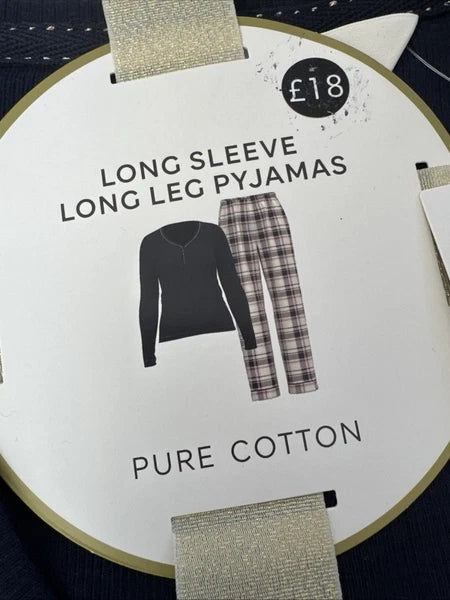 £18
LONG SLEEVE
LONG LEG PYJAMAS
PURE COTTON